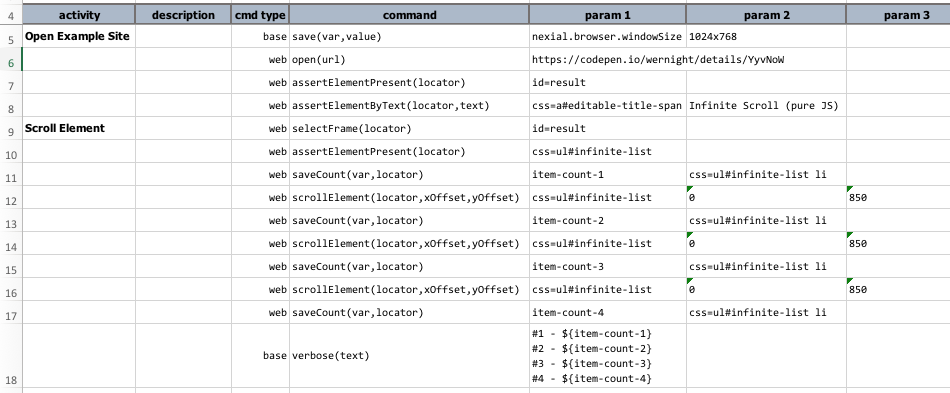 4 activity description cmd type command param 1 param 2 param 3
5 Open Example Site base save(var,value) nexial.browser.windowSize 1024x768
6 web open(url) https://codepen.io/wernight/details/YyvNoW
7 web assertElementPresent(locator) id=result
8 web assertElementByText(locator,text) css=a#editable-title-span Infinite Scroll (pure JS)
9 Scroll Element web selectFrame(locator) id=result
10 web assertElementPresent(locator) css=ul#infinite-list
11 web saveCount(var,locator) item-count-1 css=ul#infinite-list li
12 web scrollElement(locator,xOffset,yOffset) css=ul#infinite-list 0 850
13 web saveCount(var,locator) item-count-2 css=ul#infinite-list li
14 web scrollElement(locator,xOffset,yOffset) css=ul#infinite-list 0 850
15 web saveCount(var,locator) item-count-3 css=ul#infinite-list li
16 web scrollElement(locator,xOffset,yOffset) css=ul#infinite-list 0 850
17 web saveCount(var,locator) item-count-4 css=ul#infinite-list li
18 base verbose(text) #1 - ${item-count-1}
#2 - ${item-count-2}
#3 - ${item-count-3}
#4 - ${item-count-4}